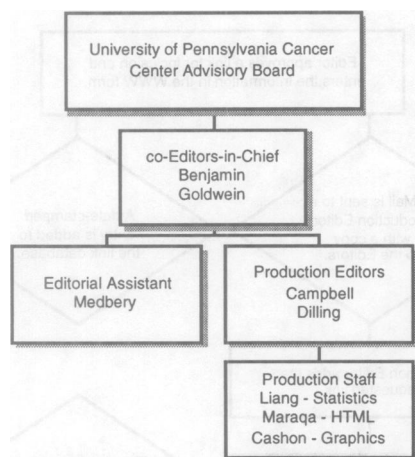 University of Pennsylvania Cancer
Center Advisiory Board
co-Editors-in-Chief
Benjamin
Goldwein
Editorial Assistant
Medbery
Production Editors
Campbell
Dilling
Production Staff
Liang - Statistics
Maraqa - HTML
Cashon - Graphics